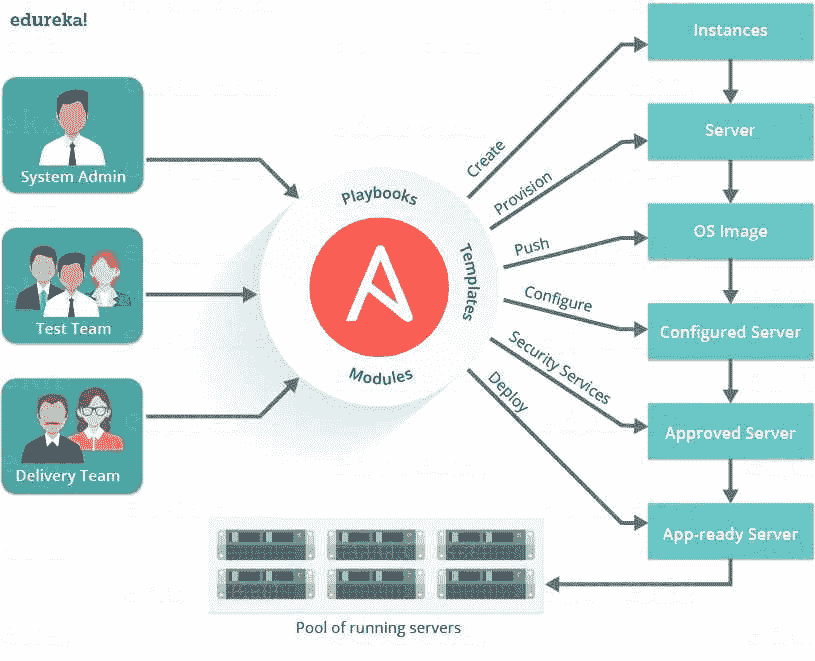 edureka!
System Admin
Test Team
Delivery Team
Playbooks
Templates
Modules
Create
Provision
Push
Configure
Security Services
Deploy
Instances
Server
OS Image
Configured Server
Approved Server
App-ready Server
Pool of running servers